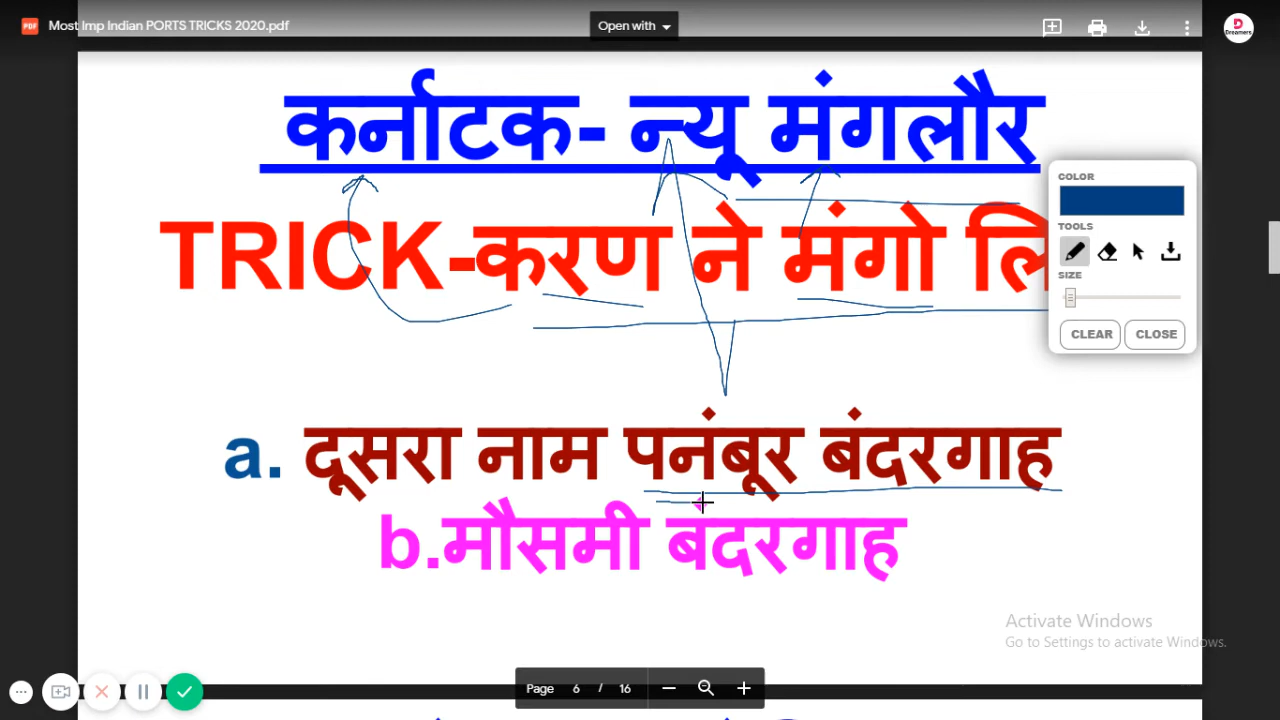 Most Imp Indian PORTS TRICKS 2020.pdf
Open with
Dreamers
कर्नाटक- न्यू मंगलौर
TRICK-करण ने मंगो लि
a. दूसरा नाम पनंबूर बंदरगाह
b.मौसमी बंदरगाह
COLOR
TOOLS
SIZE
CLEAR CLOSE
Activate Windows
Go to Settings to activate Windows.
Page 6 / 16